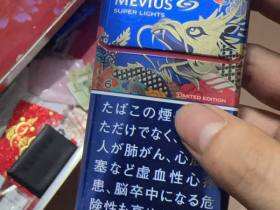 MEVIUS
SUPER LIGHTS
LIMITED EDITION
たばこの煙
ただけでなく、
人が肺がん、心
塞など虚血性心
患、脳卒中になる危
険性も高